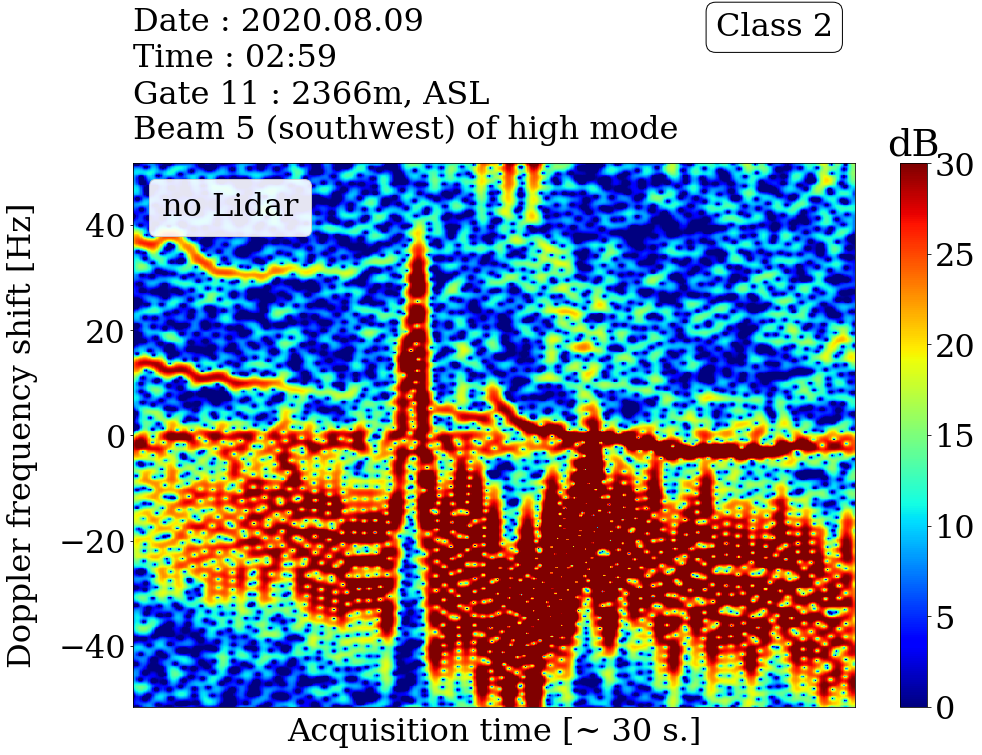 Date : 2020.08.09
Time : 02:59
Gate 11 : 2366m, ASL
Beam 5 (southwest) of high mode
Class 2
dB
no Lidar
Doppler frequency shift [Hz]
40
20
0
−20
−40
30
25
20
15
10
5
0
Acquisition time [~ 30 s.]